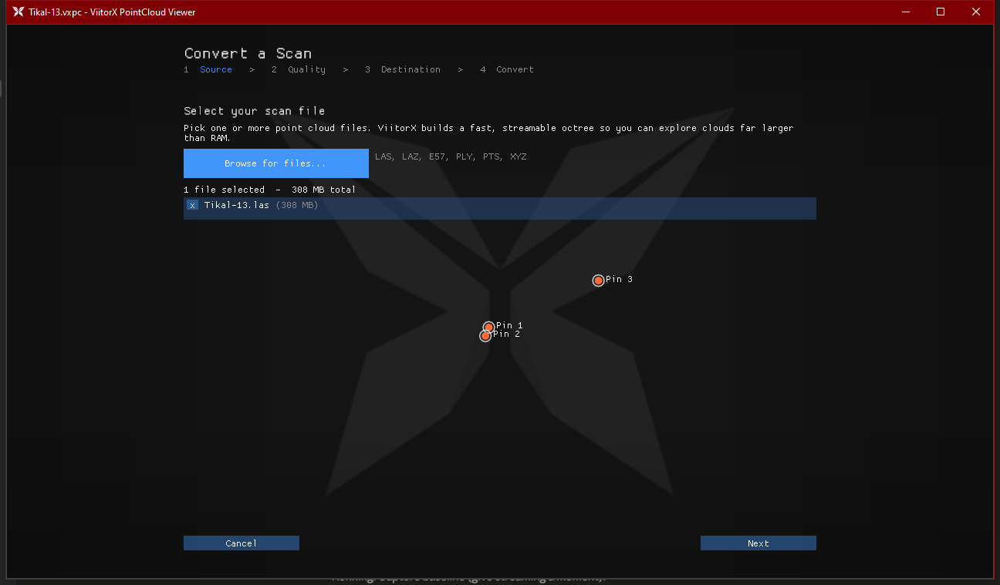 Tikal-13.vxpc - ViitorX PointCloud Viewer
Convert a Scan
1 Source > 2 Quality > 3 Destination > 4 Convert
Select your scan file
Pick one or more point cloud files. ViitorX builds a fast, streamable octree so you can explore clouds far larger
than RAM.
Browse for files... LAS, LAZ, E57, PLY, PTS, XYZ
1 file selected - 308 MB total
x Tikal-13.las (308 MB)
Pin 3
Pin 1
Pin 2
Cancel Next